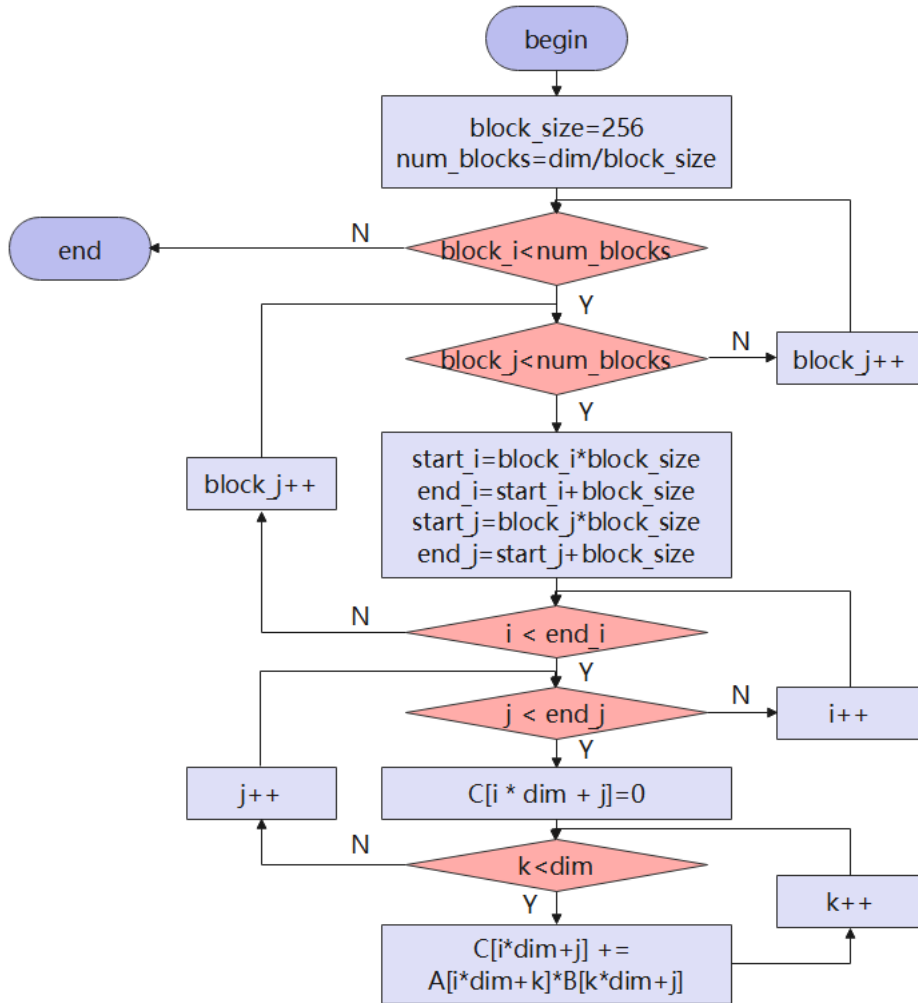 begin
block_size=256
num_blocks=dim/block_size
N
end
block_i<num_blocks
Y
block_j<num_blocks
N
block_j++
Y
start_i=block_i*block_size
end_i=start_i+block_size
start_j=block_j*block_size
end_j=start_j+block_size
block_j++
N
i < end_i
Y
j < end_j
N
i++
Y
j++
C[i * dim + j]=0
N
k<dim
k++
Y
C[i*dim+j] +=
A[i*dim+k]*B[k*dim+j]